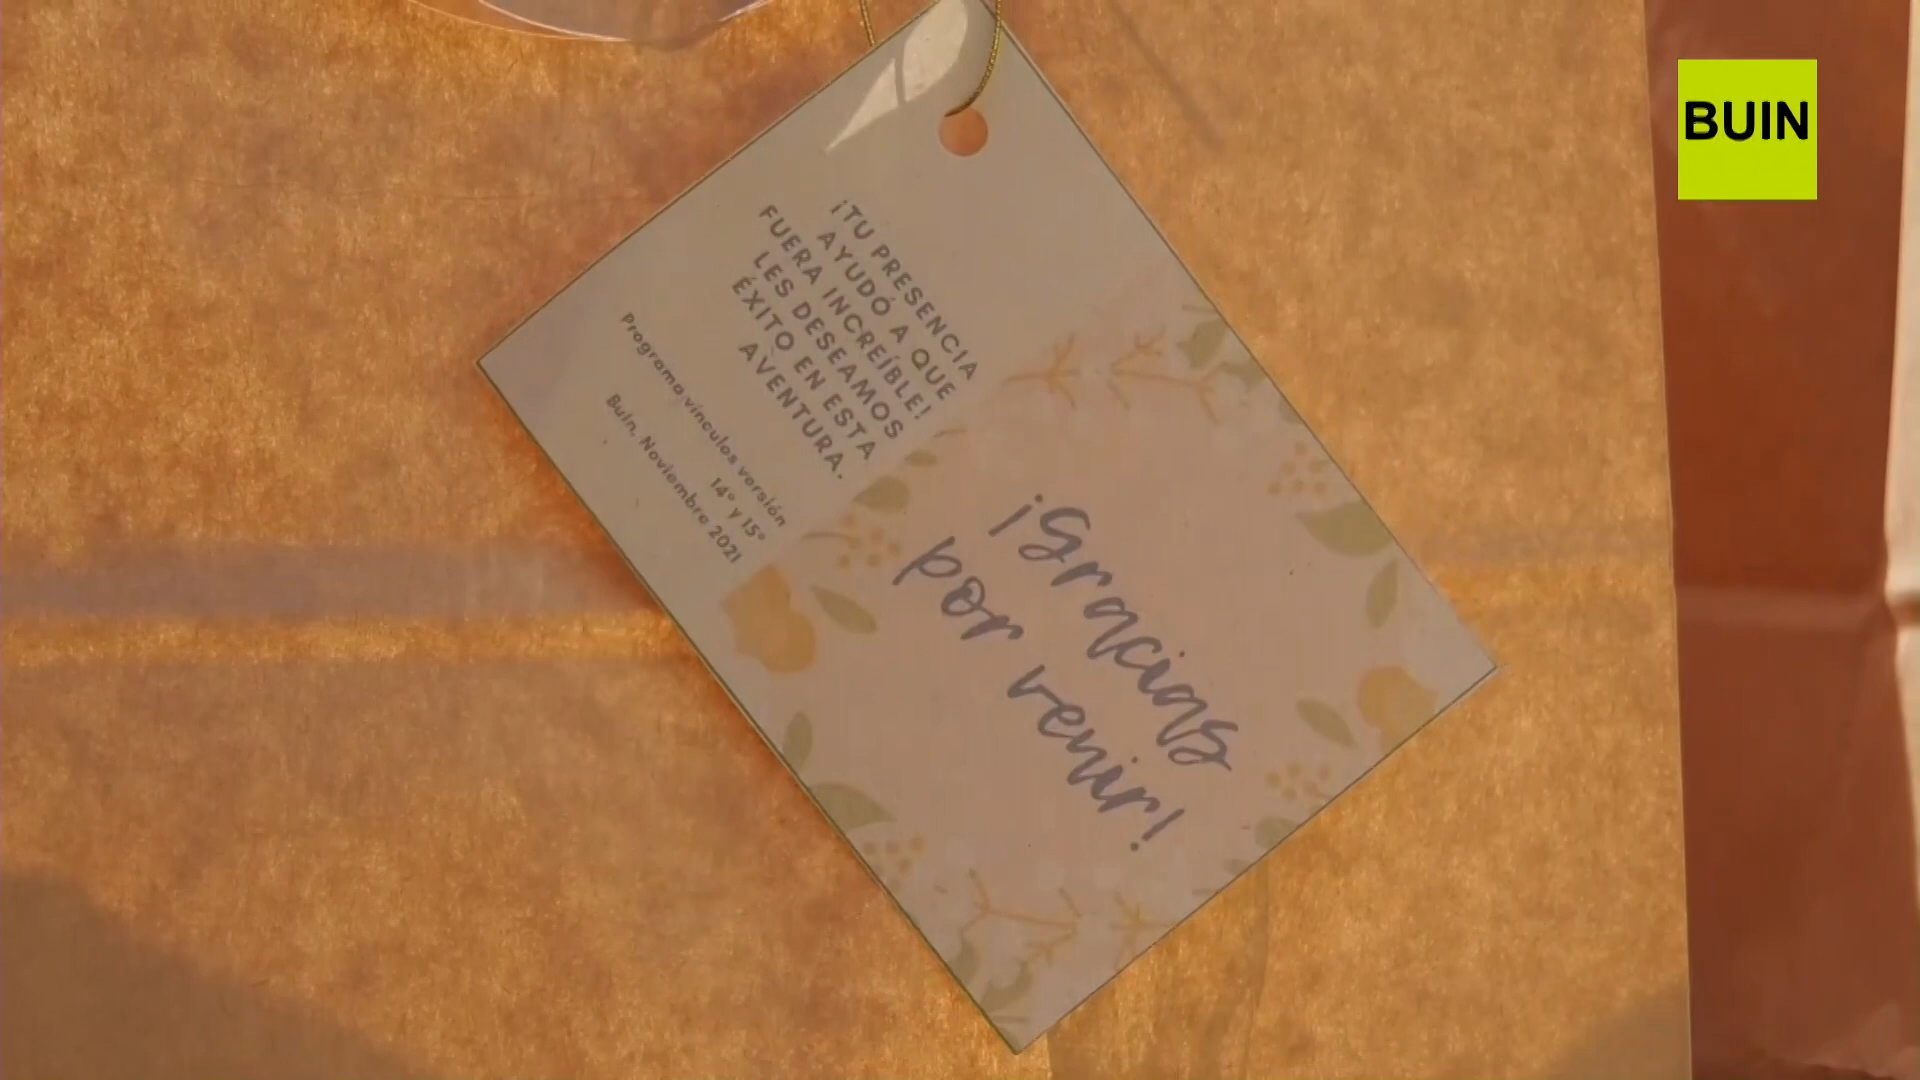 ¡TU PRESENCIA
AYUDÓ A QUE
FUERA INCREÍBLE!
LES DESEAMOS
ÉXITO EN ESTA
AVENTURA.
Programa vínculos versión
14° y 15°
Buin, Noviembre 2021
¡Gracias
por venir!
BUIN